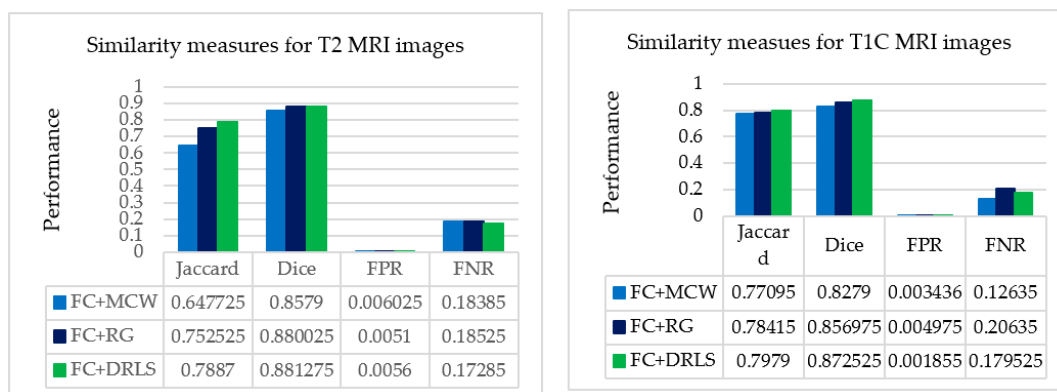 Similarity measures for T2 MRI images
Performance
1
0.9
0.8
0.7
0.6
0.5
0.4
0.3
0.2
0.1
0
Jaccard Dice FPR FNR
FC+MCW 0.647725 0.8579 0.006025 0.18385
FC+RG 0.752525 0.880025 0.0051 0.18525
FC+DRLS 0.7887 0.881275 0.0056 0.17285
Similarity measues for T1C MRI images
Performance
1
0.8
0.6
0.4
0.2
0
Jaccar
d Dice FPR FNR
FC+MCW 0.77095 0.8279 0.003436 0.12635
FC+RG 0.78415 0.856975 0.004975 0.20635
FC+DRLS 0.7979 0.872525 0.001855 0.179525